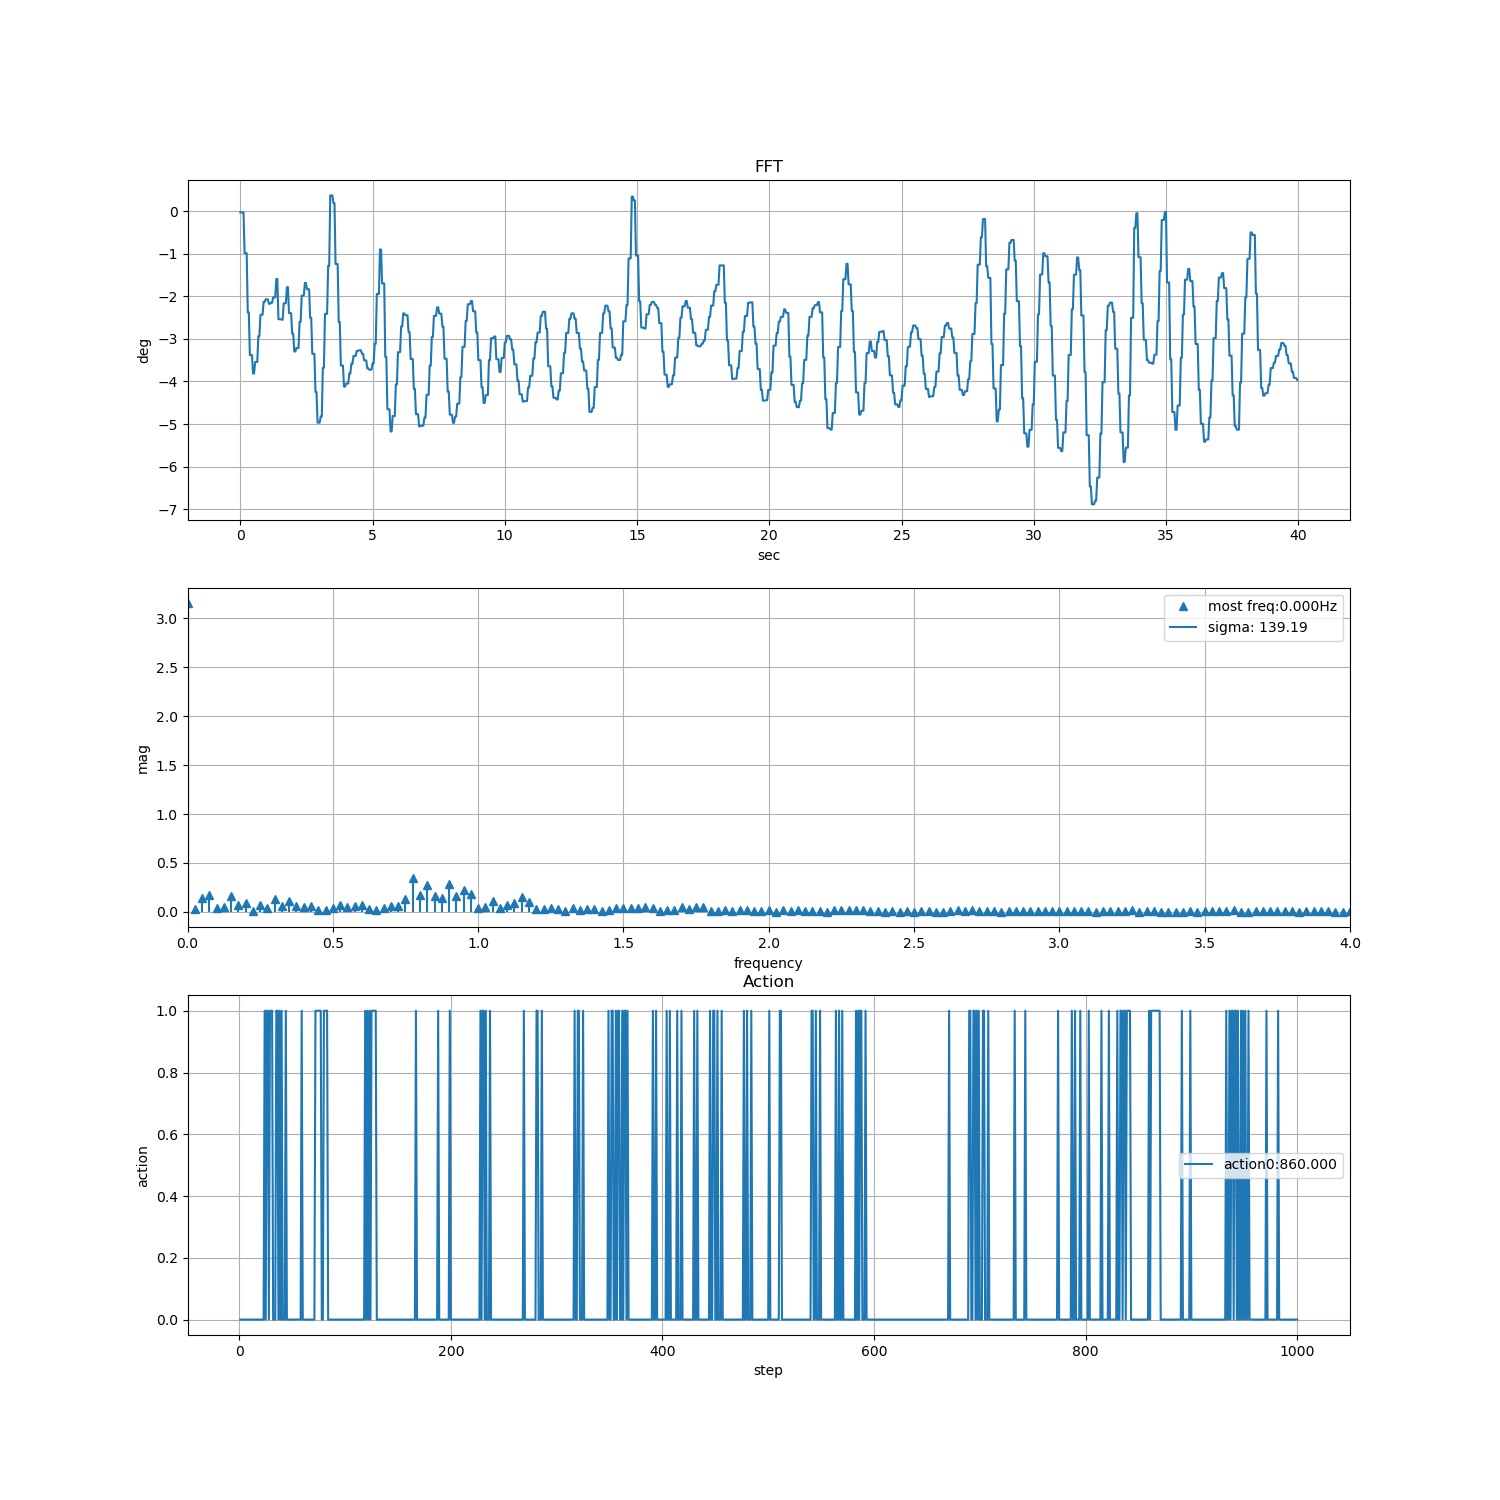 FFT
0
−1
−2
−3
−4
−5
−6
−7
deg
0 5 10 15 20 25 30 35 40
sec
most freq:0.000Hz
sigma: 139.19
3.0
2.5
2.0
1.5
1.0
0.5
0.0
mag
0.0 0.5 1.0 1.5 2.0 2.5 3.0 3.5 4.0
frequency
Action
1.0
0.8
0.6
0.4
0.2
0.0
action
action0:860.000
0 200 400 600 800 1000
step